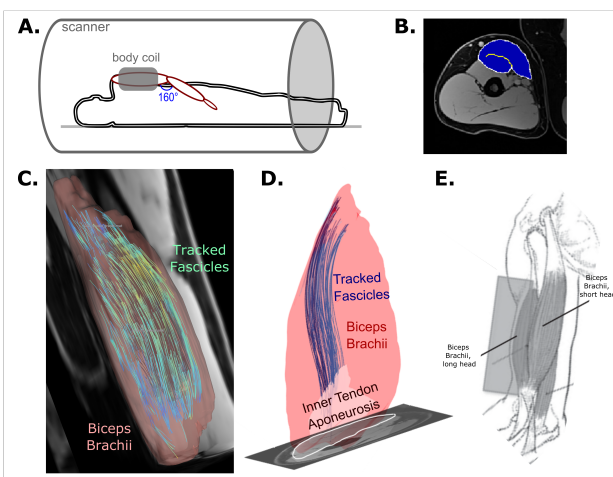 A.
scanner
body coil
160°
B.
C.
Tracked
Fascicles
Biceps
Brachii
D.
Tracked
Fascicles
Biceps
Brachii
Inner Tendon
Aponeurosis
E.
Biceps
Brachii,
short head
Biceps
Brachii,
long head